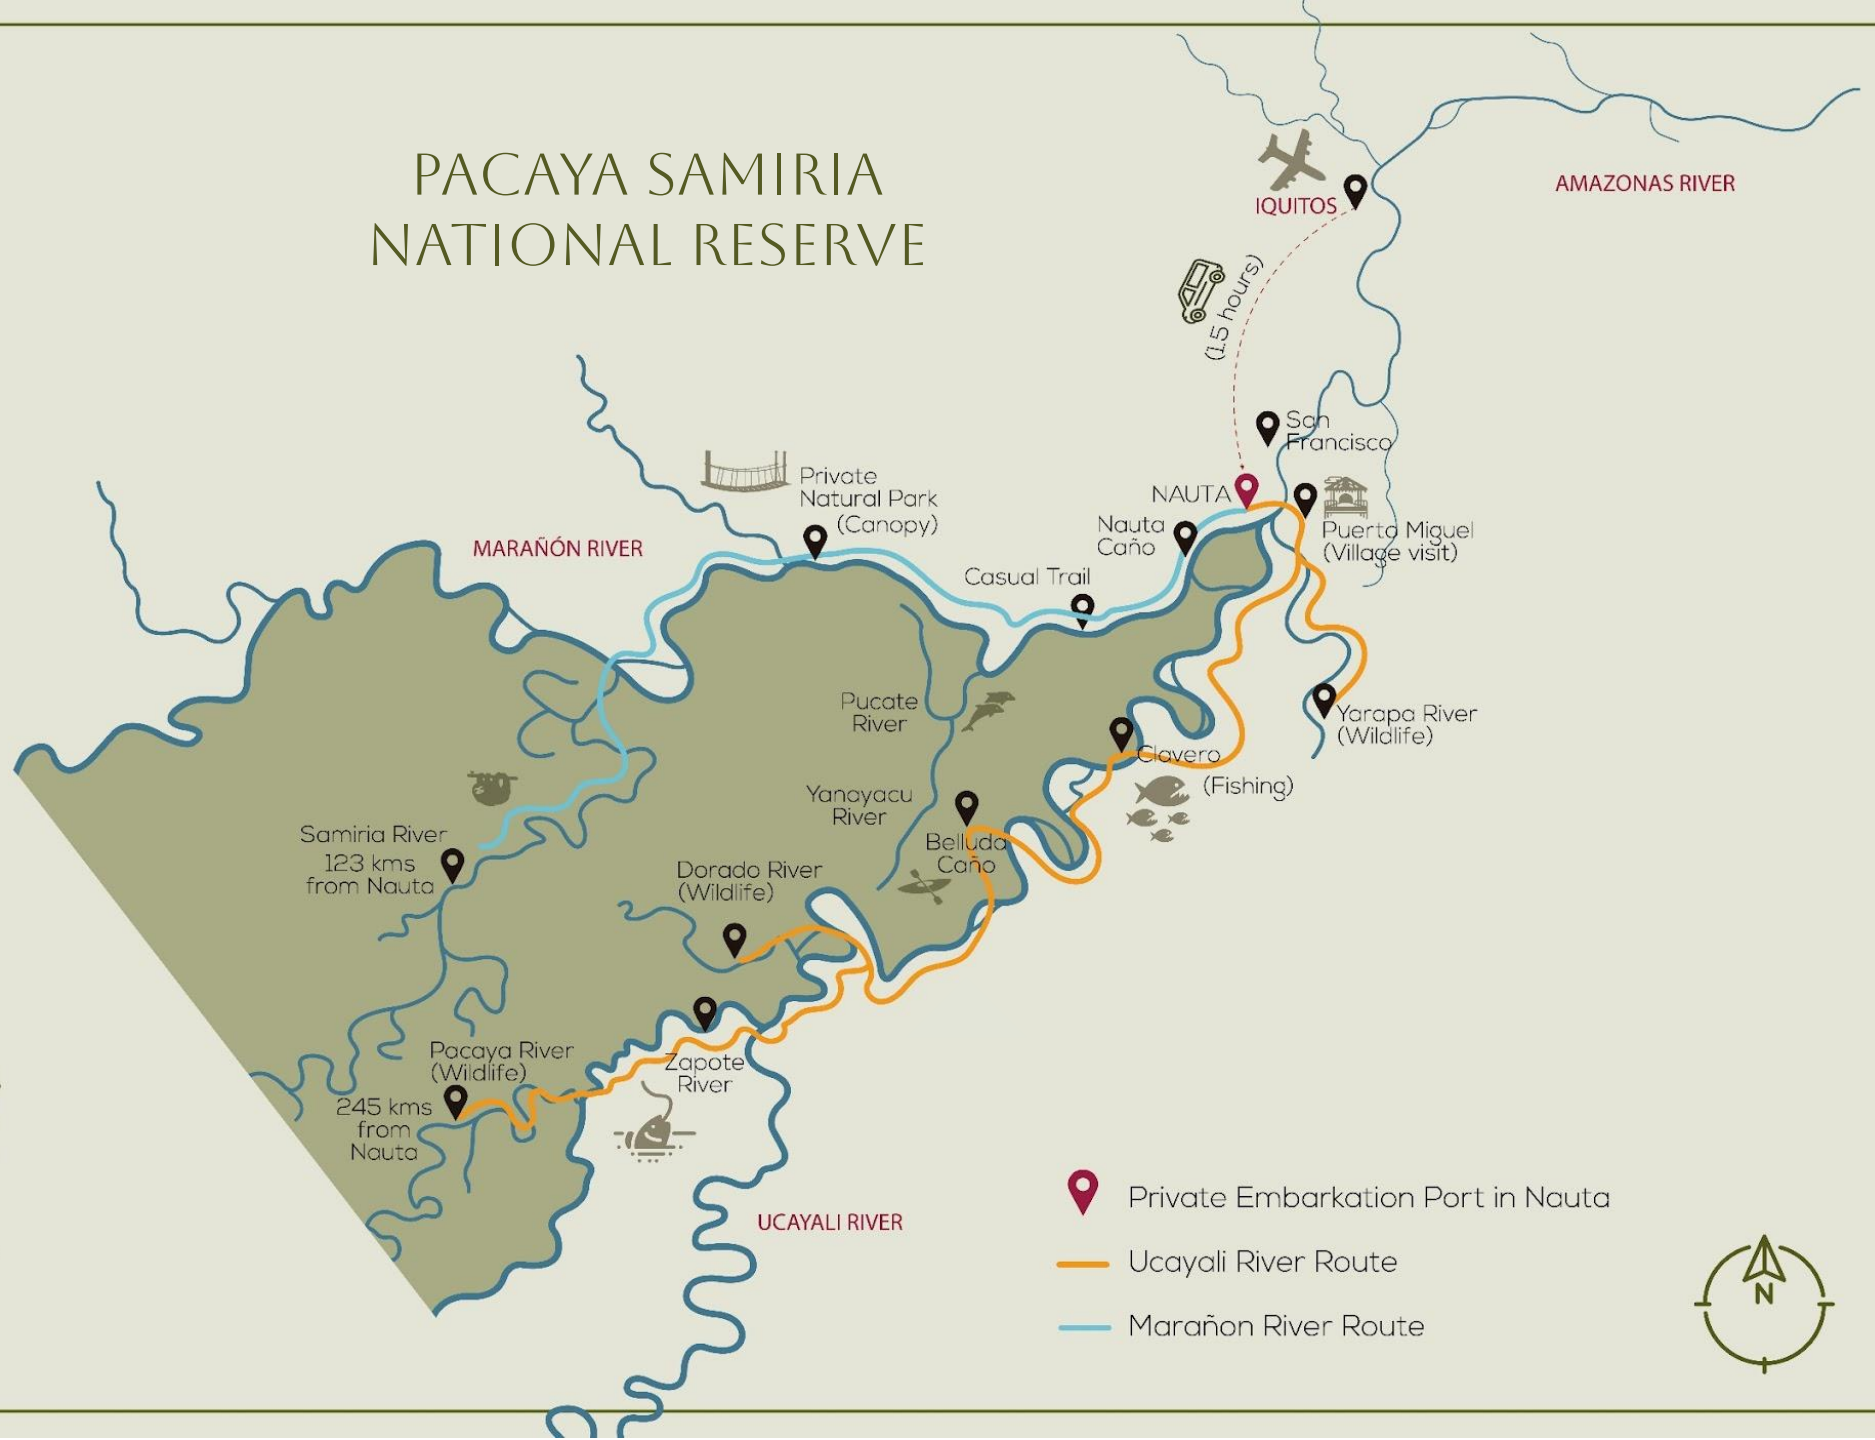 PACAYA SAMIRIA
NATIONAL RESERVE
AMAZONAS RIVER
IQUITOS
(1.5 hours)
San
Francisco
NAUTA
Puerto Miguel
(Village visit)
Nauta
Caño
Private
Natural Park
(Canopy)
MARAÑÓN RIVER
Casual Trail
Pucate
River
Yarapa River
(Wildlife)
Clavero
(Fishing)
Yanayacu
River
Belluda
Caño
Samiria River
123 kms
from Nauta
Dorado River
(Wildlife)
Pacaya River
(Wildlife)
245 kms
from
Nauta
Zapote
River
UCAYALI RIVER
Private Embarkation Port in Nauta
Ucayali River Route
Marañon River Route
N